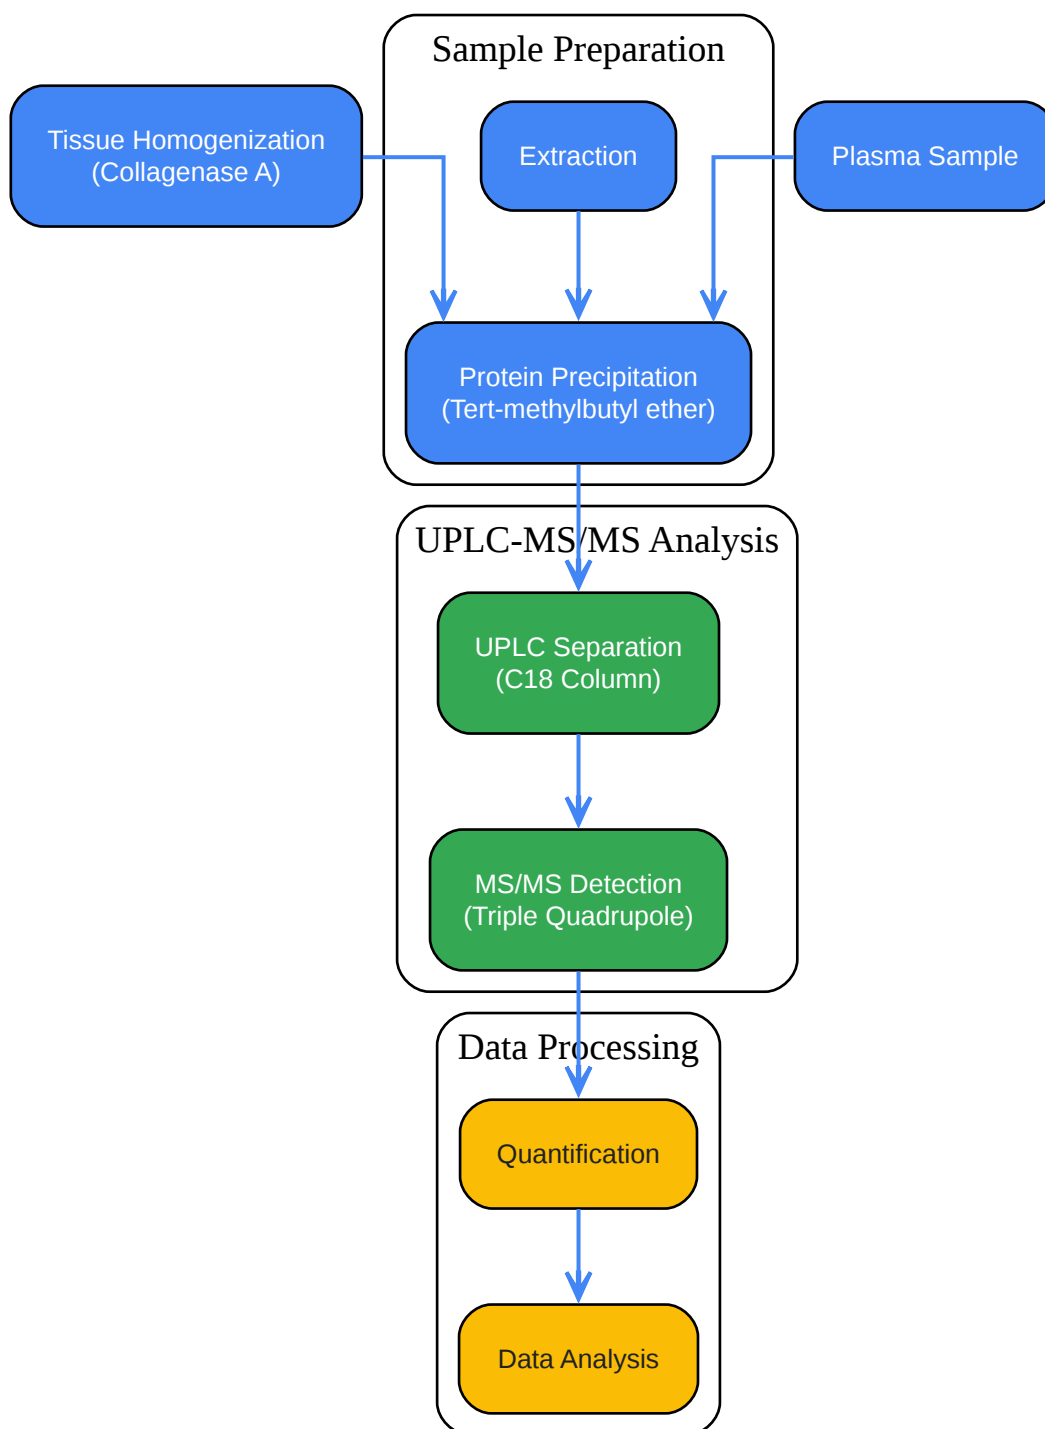 Sample Preparation
Tissue Homogenization
(Collagenase A)
Extraction
Plasma Sample
Protein Precipitation
(Tert-methylbutyl ether)
UPLC-MS/MS Analysis
UPLC Separation
(C18 Column)
MS/MS Detection
(Triple Quadrupole)
Data Processing
Quantification
Data Analysis